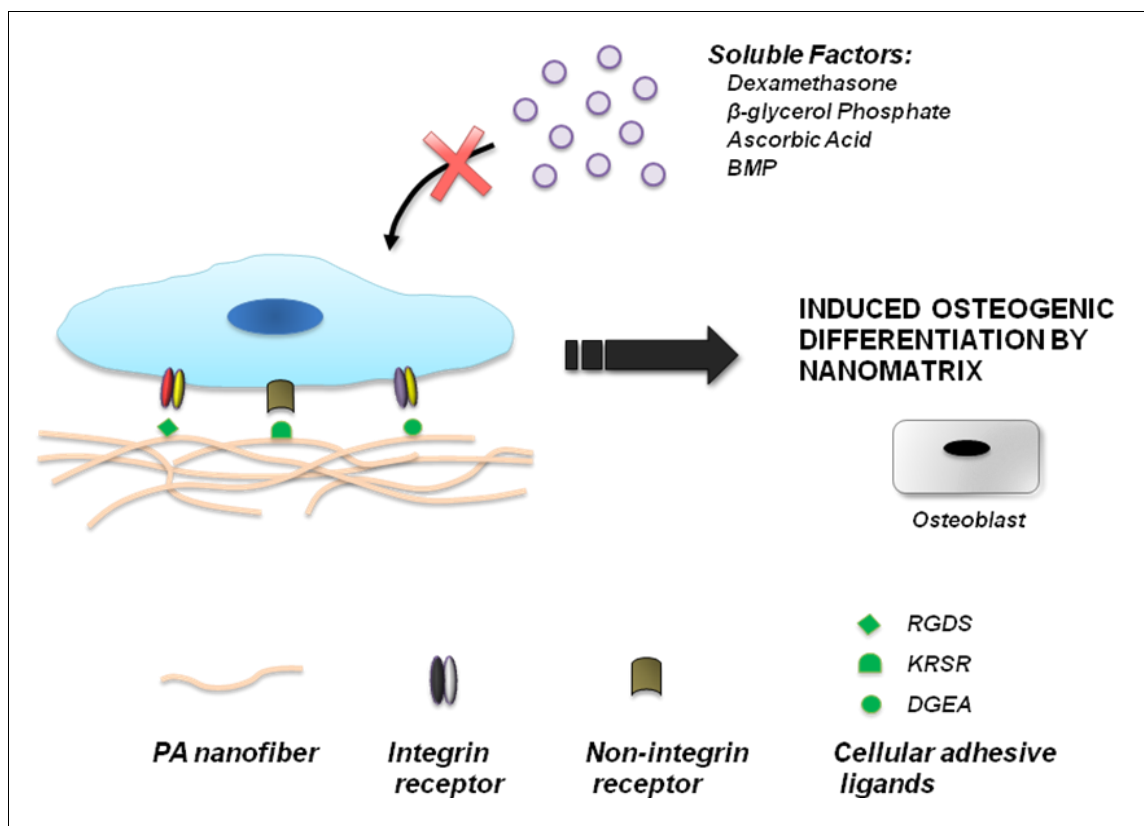 Soluble Factors:
Dexamethasone
β-glycerol Phosphate
Ascorbic Acid
BMP
INDUCED OSTEOGENIC
DIFFERENTIATION BY
NANOMATRIX
Osteoblast
RGDS
KRSR
DGEA
PA nanofiber
Integrin
receptor
Non-integrin
receptor
Cellular adhesive
ligands